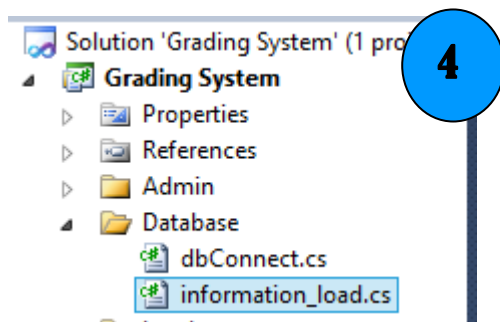 Solution 'Grading System' (1 pro
4
Grading System
Properties
References
Admin
Database
dbConnect.cs
information_load.cs